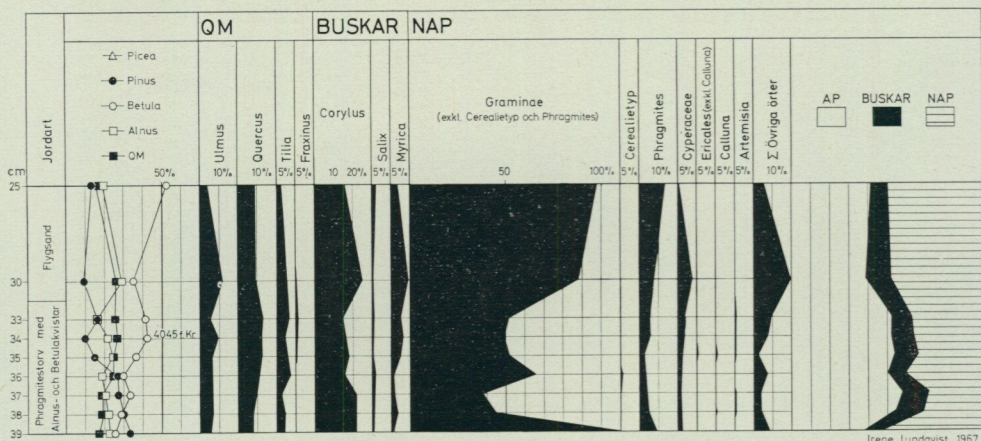 QM
BUSKAR
NAP
Jordart
Picea
Pinus
Betula
Alnus
QM
Ulmus
Quercus
Tilia
Fraxinus
Corylus
Salix
Myrica
Graminae
(exkl. Cerealietyp och Phragmites)
Cerealietyp
Phragmites
Cyperaceae
Ericales (exkl Calluna)
Calluna
Artemisia
Σ Övriga örter
AP
BUSKAR
NAP
cm
50%
10%
10%
5%
5%
10 20%
5%
5%
50
100%
5%
10%
5%
5%
5%
5%
10%
25
30
33
34
35
36
37
38
39
Flygsand
Phragmitestorv med
Alnus- och Betulakvistar
4045 f.Kr.
Irene Lundqvist 1967